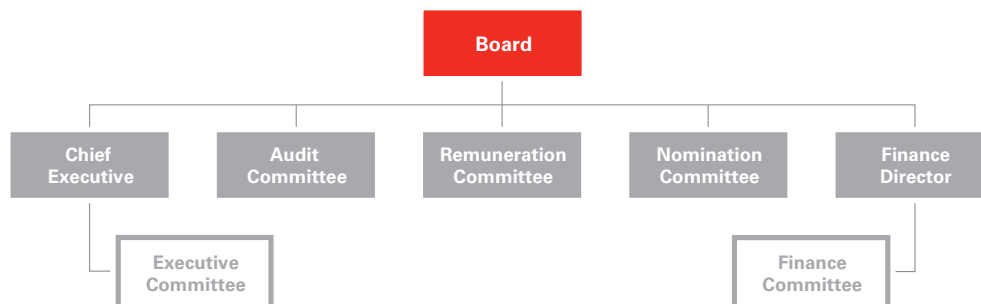 Board
Chief
Executive
Audit
Committee
Remuneration
Committee
Nomination
Committee
Finance
Director
Executive
Committee
Finance
Committee